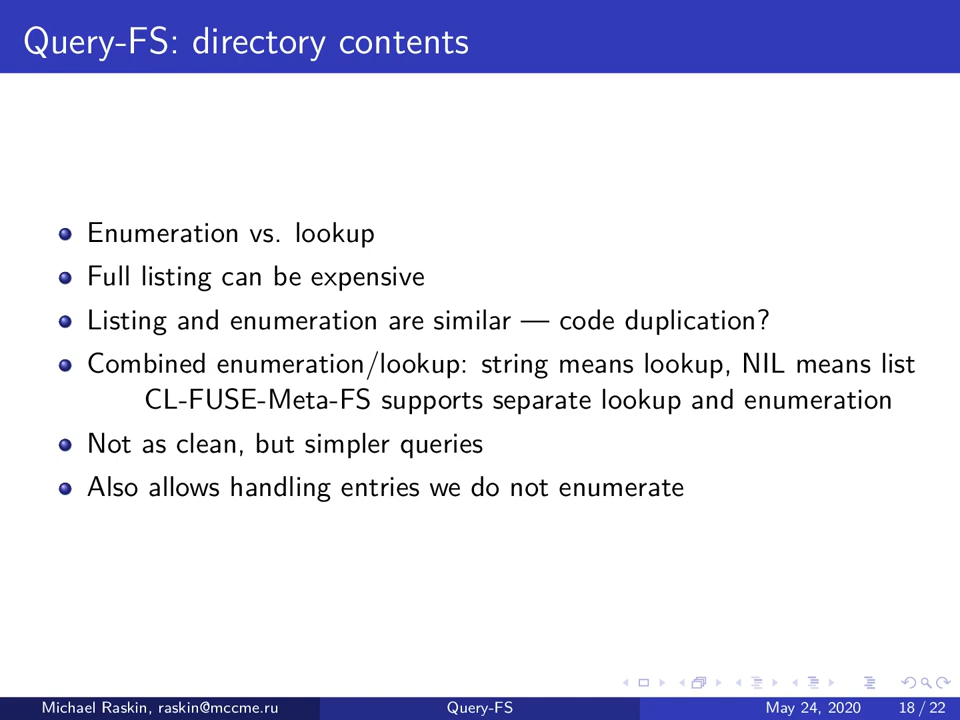 Query-FS: directory contents
Enumeration vs. lookup
Full listing can be expensive
Listing and enumeration are similar — code duplication?
Combined enumeration/lookup: string means lookup, NIL means list
CL-FUSE-Meta-FS supports separate lookup and enumeration
Not as clean, but simpler queries
Also allows handling entries we do not enumerate
Michael Raskin, raskin@mccme.ru Query-FS May 24, 2020 18 / 22